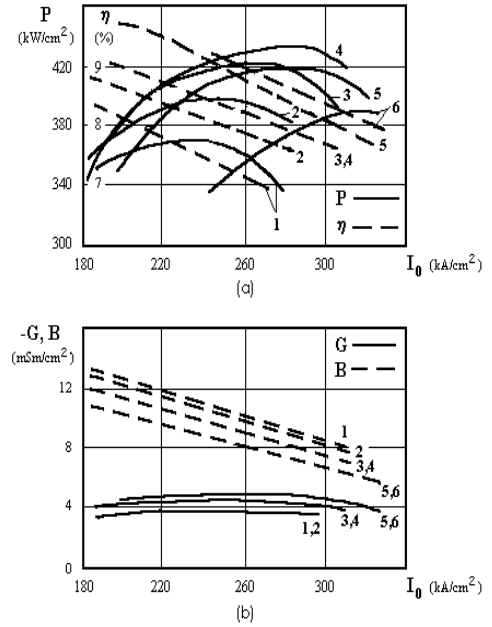 P η
(kW/cm²) (%)
420 9
380 8
340 7
300
4
3
5
6
2
2
3,4
5
1
P
η
180 220 260 300 I₀ (kA/cm²)
(a)
-G, B
(mSm/cm²)
G
B
12
8
4
0
1
2
3,4
5,6
1,2
3,4
5,6
180 220 260 300 I₀ (kA/cm²)
(b)